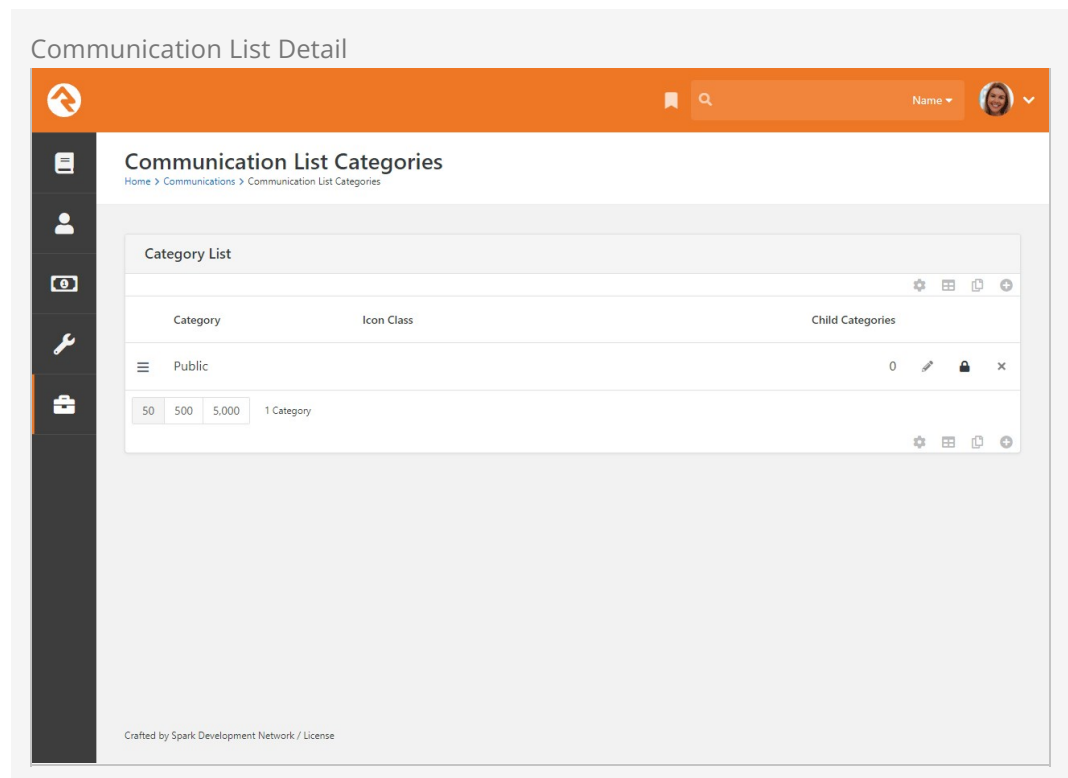 Communication List Detail
Name
Communication List Categories
Home > Communications > Communication List Categories
Category List
Category Icon Class Child Categories
Public 0
50 500 5,000 1 Category
Crafted by Spark Development Network / License